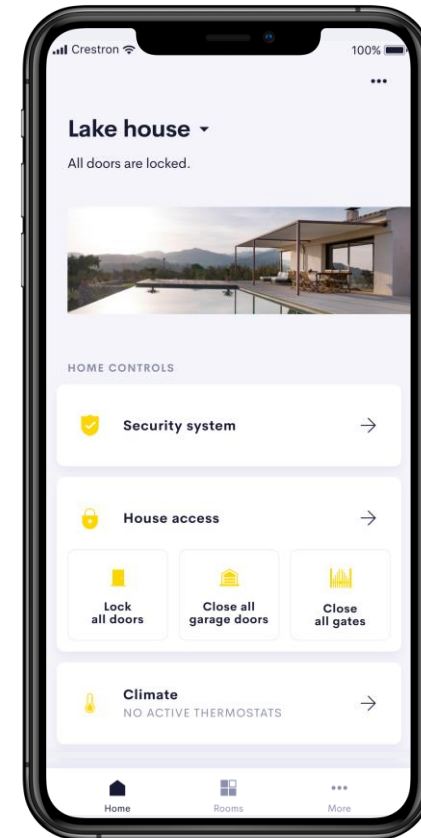 Crestron 100%
Lake house
All doors are locked.
HOME CONTROLS
Security system
House access
Lock
all doors
Close all
garage doors
Close
all gates
Climate
NO ACTIVE THERMOSTATS
Home Rooms More